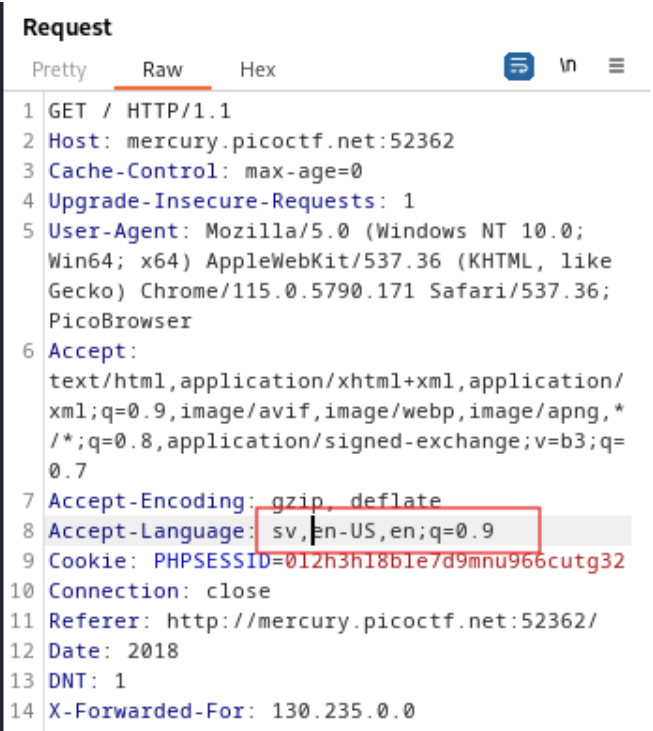 Request
Pretty Raw Hex \n
1 GET / HTTP/1.1
2 Host: mercury.picoctf.net:52362
3 Cache-Control: max-age=0
4 Upgrade-Insecure-Requests: 1
5 User-Agent: Mozilla/5.0 (Windows NT 10.0;
Win64; x64) AppleWebKit/537.36 (KHTML, like
Gecko) Chrome/115.0.5790.171 Safari/537.36;
PicoBrowser
6 Accept:
text/html,application/xhtml+xml,application/
xml;q=0.9,image/avif,image/webp,image/apng,*
/*;q=0.8,application/signed-exchange;v=b3;q=
0.7
7 Accept-Encoding: gzip, deflate
8 Accept-Language: sv,en-US,en;q=0.9
9 Cookie: PHPSESSID=0l2h3hl8ble7d9mnu966cutg32
10 Connection: close
11 Referer: http://mercury.picoctf.net:52362/
12 Date: 2018
13 DNT: 1
14 X-Forwarded-For: 130.235.0.0